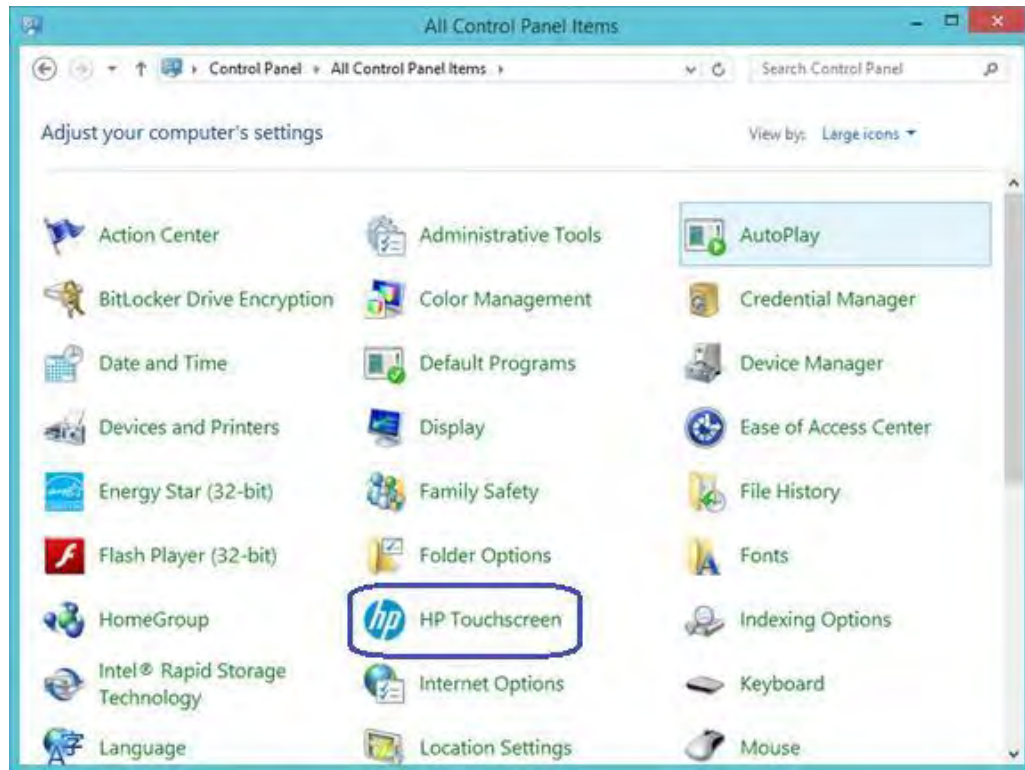 All Control Panel Items
Control Panel All Control Panel Items Search Control Panel
Adjust your computer's settings View by: Large icons
Action Center Administrative Tools AutoPlay
BitLocker Drive Encryption Color Management Credential Manager
Date and Time Default Programs Device Manager
Devices and Printers Display Ease of Access Center
Energy Star (32-bit) Family Safety File History
Flash Player (32-bit) Folder Options Fonts
HomeGroup hp HP Touchscreen Indexing Options
Intel® Rapid Storage
Technology Internet Options Keyboard
Language Location Settings Mouse